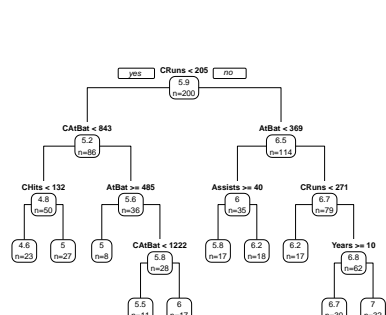 yes CRuns < 205 no
5.9
n=200
CAtBat < 843 AtBat < 369
5.2 6.5
n=86 n=114
CHits < 132 AtBat >= 485 Assists >= 40 CRuns < 271
4.8 5.6 6 6.7
n=50 n=36 n=35 n=79
4.6 5 5 CAtBat < 1222 5.8 6.2 6.2 Years >= 10
n=23 n=27 n=8 5.8 n=17 n=18 n=17 6.8
n=28 n=62
5.5 6 6.7 7